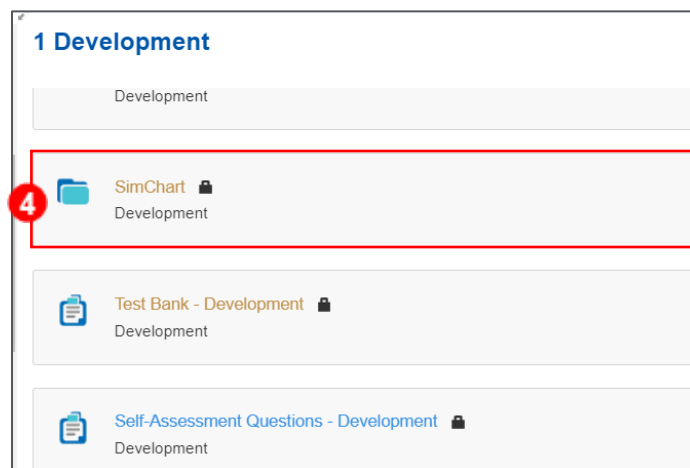 1 Development
Development
4
SimChart
Development
Test Bank - Development
Development
Self-Assessment Questions - Development
Development